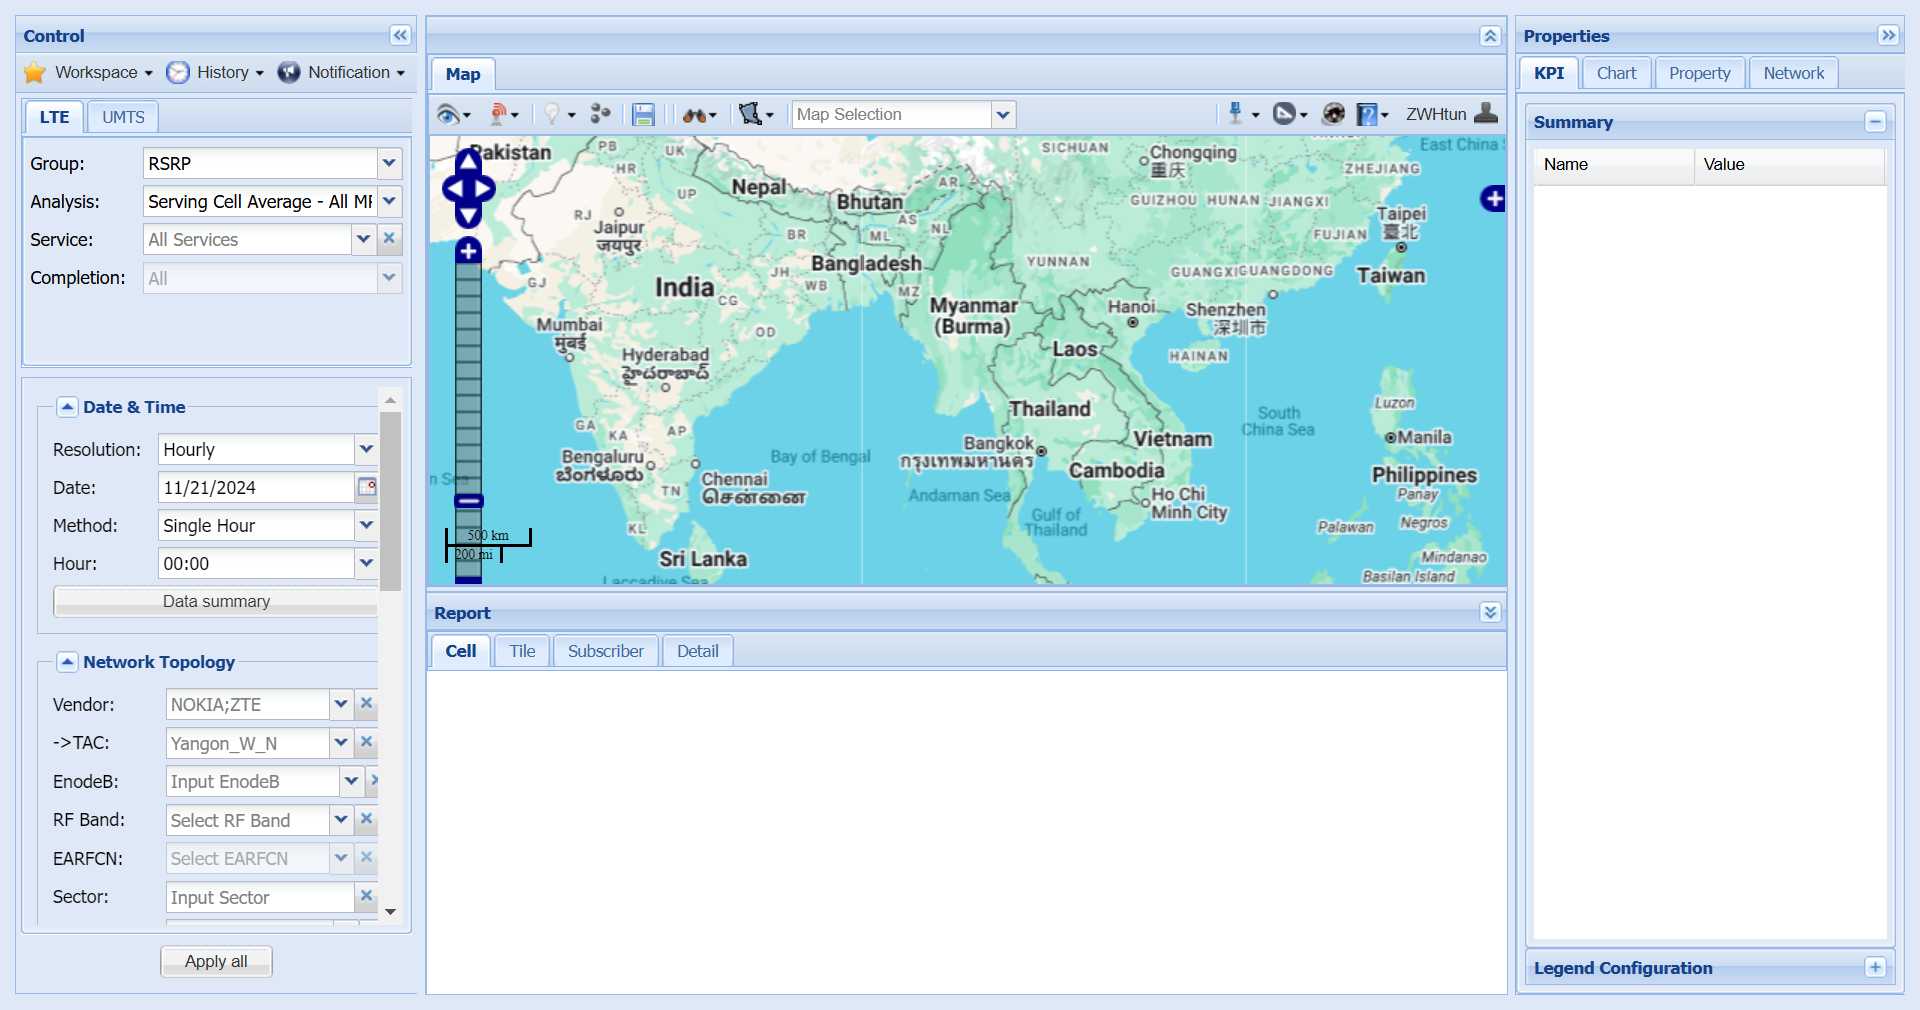 Control
Workspace
History
Notification
LTE
UMTS
Group:
RSRP
Analysis:
Serving Cell Average - All
Service:
All Services
Completion:
All
Date & Time
Resolution:
Hourly
Date:
11/21/2024
Method:
Single Hour
Hour:
00:00
Data summary
Network Topology
Vendor:
NOKIA;ZTE
->TAC:
Yangon_W_N
EnodeB:
Input EnodeB
RF Band:
Select RF Band
EARFCN:
Select EARFCN
Sector:
Input Sector
Apply all
Map
Map Selection
ZWHtun
Pakistan
PB
UK
HR
UP
Nepal
RJ
Jaipur
जयपुर
Bhutan
AR
AS
NL
BR
ML
Bangladesh
JH
WB
MZ
GJ
India
CG
OD
Mumbai
मुंबई
Hyderabad
హైదరాబాద్
Myanmar
(Burma)
SICHUAN
Chongqing
重庆
ZHEJIANG
East China
GUIZHOU
HUNAN
JIANGXI
Taipei
臺北
FUJIAN
YUNNAN
GUANGXI
GUANGDONG
Taiwan
Hanoi
Shenzhen
深圳市
Laos
HAINAN
GA
KA
AP
Bengaluru
ಬೆಂಗಳೂರು
Chennai
சென்னை
TN
KL
Bay of Bengal
Thailand
Bangkok
กรุงเทพมหานคร
Vietnam
Cambodia
Andaman Sea
Gulf of
Thailand
Ho Chi
Minh City
South
China Sea
Luzon
Manila
Philippines
Panay
Negros
Palawan
Mindanao
Basilan Island
Sri Lanka
Laccadive Sea
500 km
200 mi
Report
Cell
Tile
Subscriber
Detail
Properties
KPI
Chart
Property
Network
Summary
Name
Value
Legend Configuration